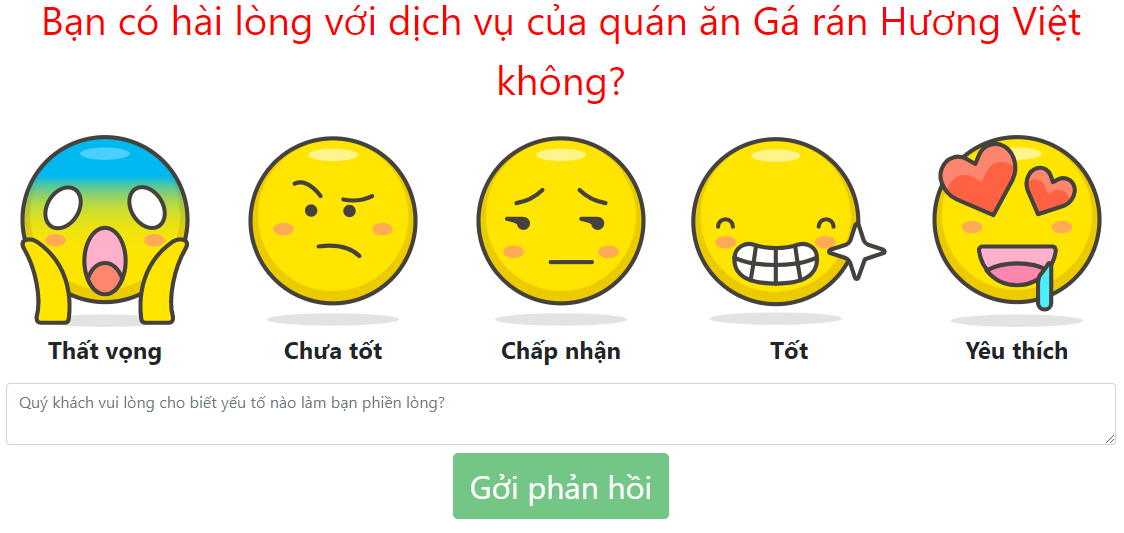 Bạn có hài lòng với dịch vụ của quán ăn Gá rán Hương Việt
không?
Thất vọng
Chưa tốt
Chấp nhận
Tốt
Yêu thích
Quý khách vui lòng cho biết yếu tố nào làm bạn phiền lòng?
Gởi phản hồi